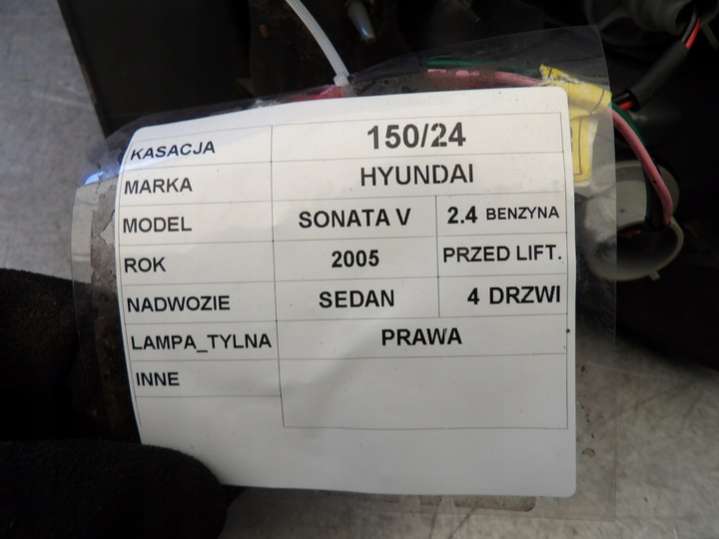 KASACJA 150/24
MARKA HYUNDAI
MODEL SONATA V 2.4 BENZYNA
ROK 2005 PRZED LIFT.
NADWOZIE SEDAN 4 DRZWI
LAMPA_TYLNA PRAWA
INNE